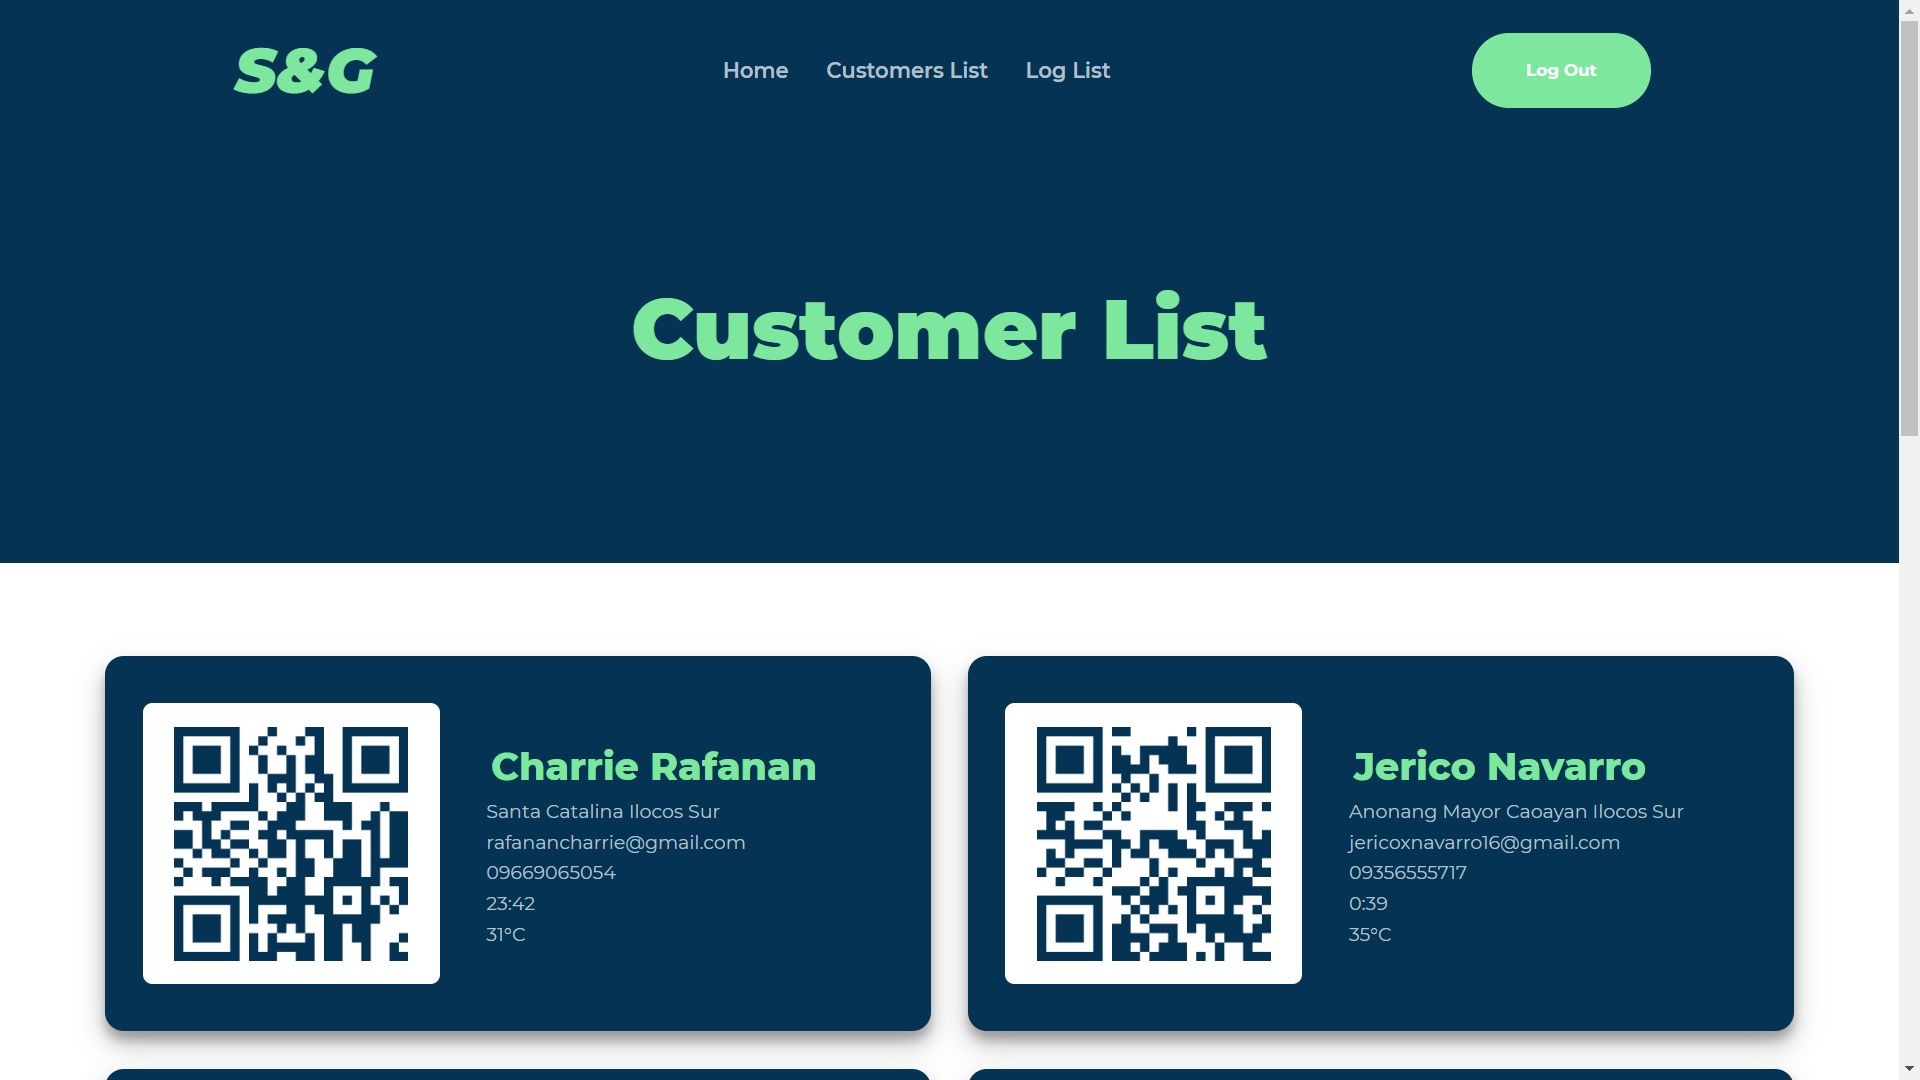 S&G
Home Customers List Log List
Log Out
Customer List
Charrie Rafanan
Santa Catalina Ilocos Sur
rafanancharrie@gmail.com
09669065054
23:42
31°C
Jerico Navarro
Anonang Mayor Caoayan Ilocos Sur
jericoxnavarro16@gmail.com
09356555717
0:39
35°C